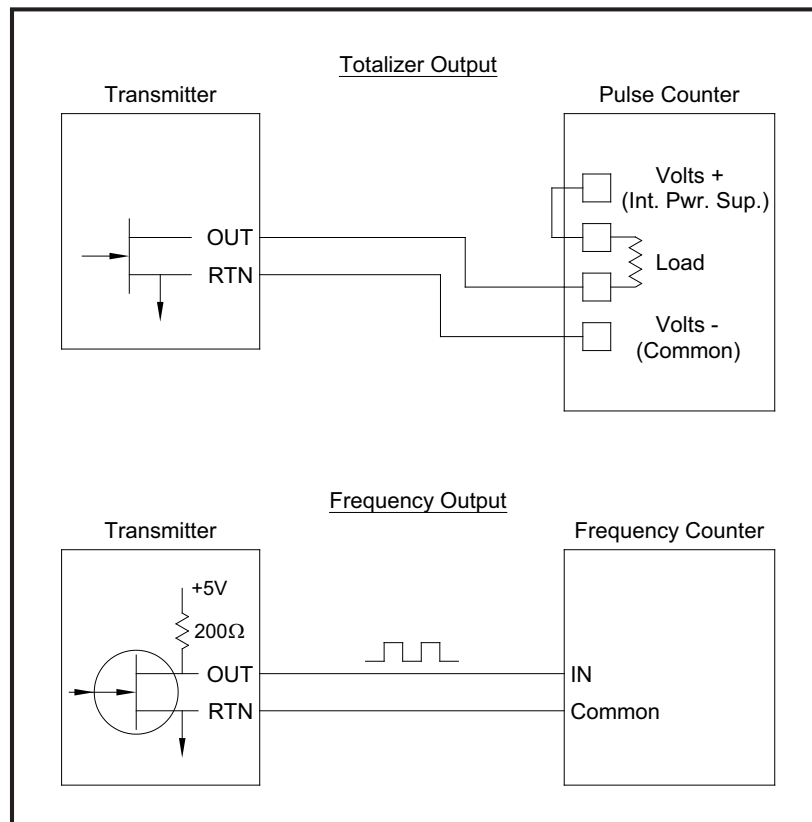 Totalizer Output
Transmitter
Pulse Counter
Volts +
(Int. Pwr. Sup.)
OUT
Load
RTN
Volts -
(Common)
Frequency Output
Transmitter
Frequency Counter
+5V
200Ω
OUT
IN
RTN
Common